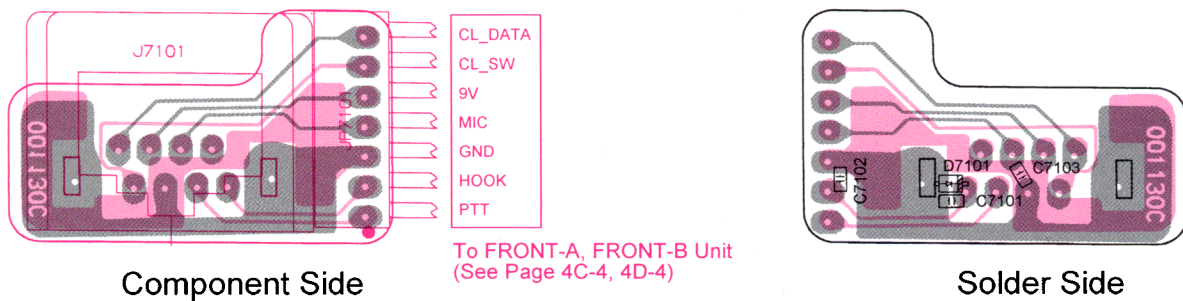 J7101
JP7101
001130C
CL_DATA
CL_SW
9V
MIC
GND
HOOK
PTT
To FRONT-A, FRONT-B Unit
(See Page 4C-4, 4D-4)
Component Side
C7102
D7101
C7103
C7101
001130C
Solder Side